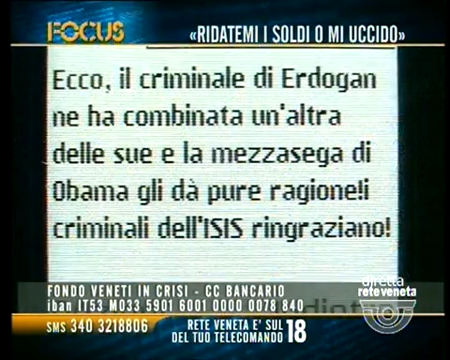 FOCUS
«RIDATEMI I SOLDI O MI UCCIDO»
Ecco, il criminale di Erdogan
ne ha combinata un'altra
delle sue e la mezzasega di
Obama gli dà pure ragione!i
criminali dell'ISIS ringraziano!
FONDO VENETI IN CRISI - CC BANCARIO
iban IT53 M033 5901 6001 0000 0078 840
diretta
reteveneta
SMS 340 3218806
RETE VENETA E' SUL
DEL TUO TELECOMANDO 18